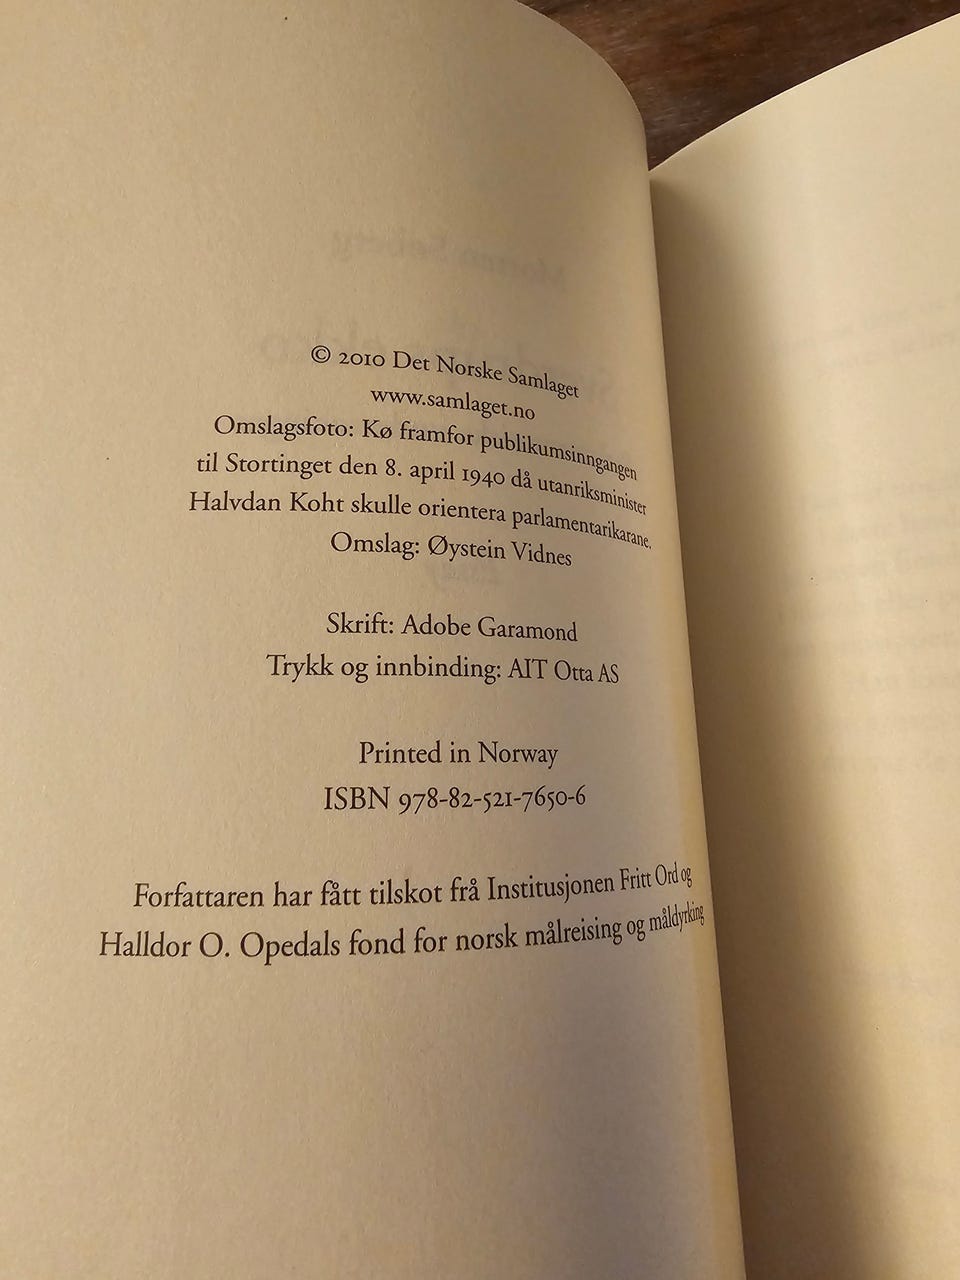 © 2010 Det Norske Samlaget
www.samlaget.no
Omslagsfoto: Kø framfor publikumsinngangen
til Stortinget den 8. april 1940 då utanriksminister
Halvdan Koht skulle orientera parlamentarikarane.
Omslag: Øystein Vidnes
Skrift: Adobe Garamond
Trykk og innbinding: AIT Otta AS
Printed in Norway
ISBN 978-82-521-7650-6
Forfattaren har fått tilskot frå Institusjonen Fritt Ord og
Halldor O. Opedals fond for norsk målreising og måldyrking